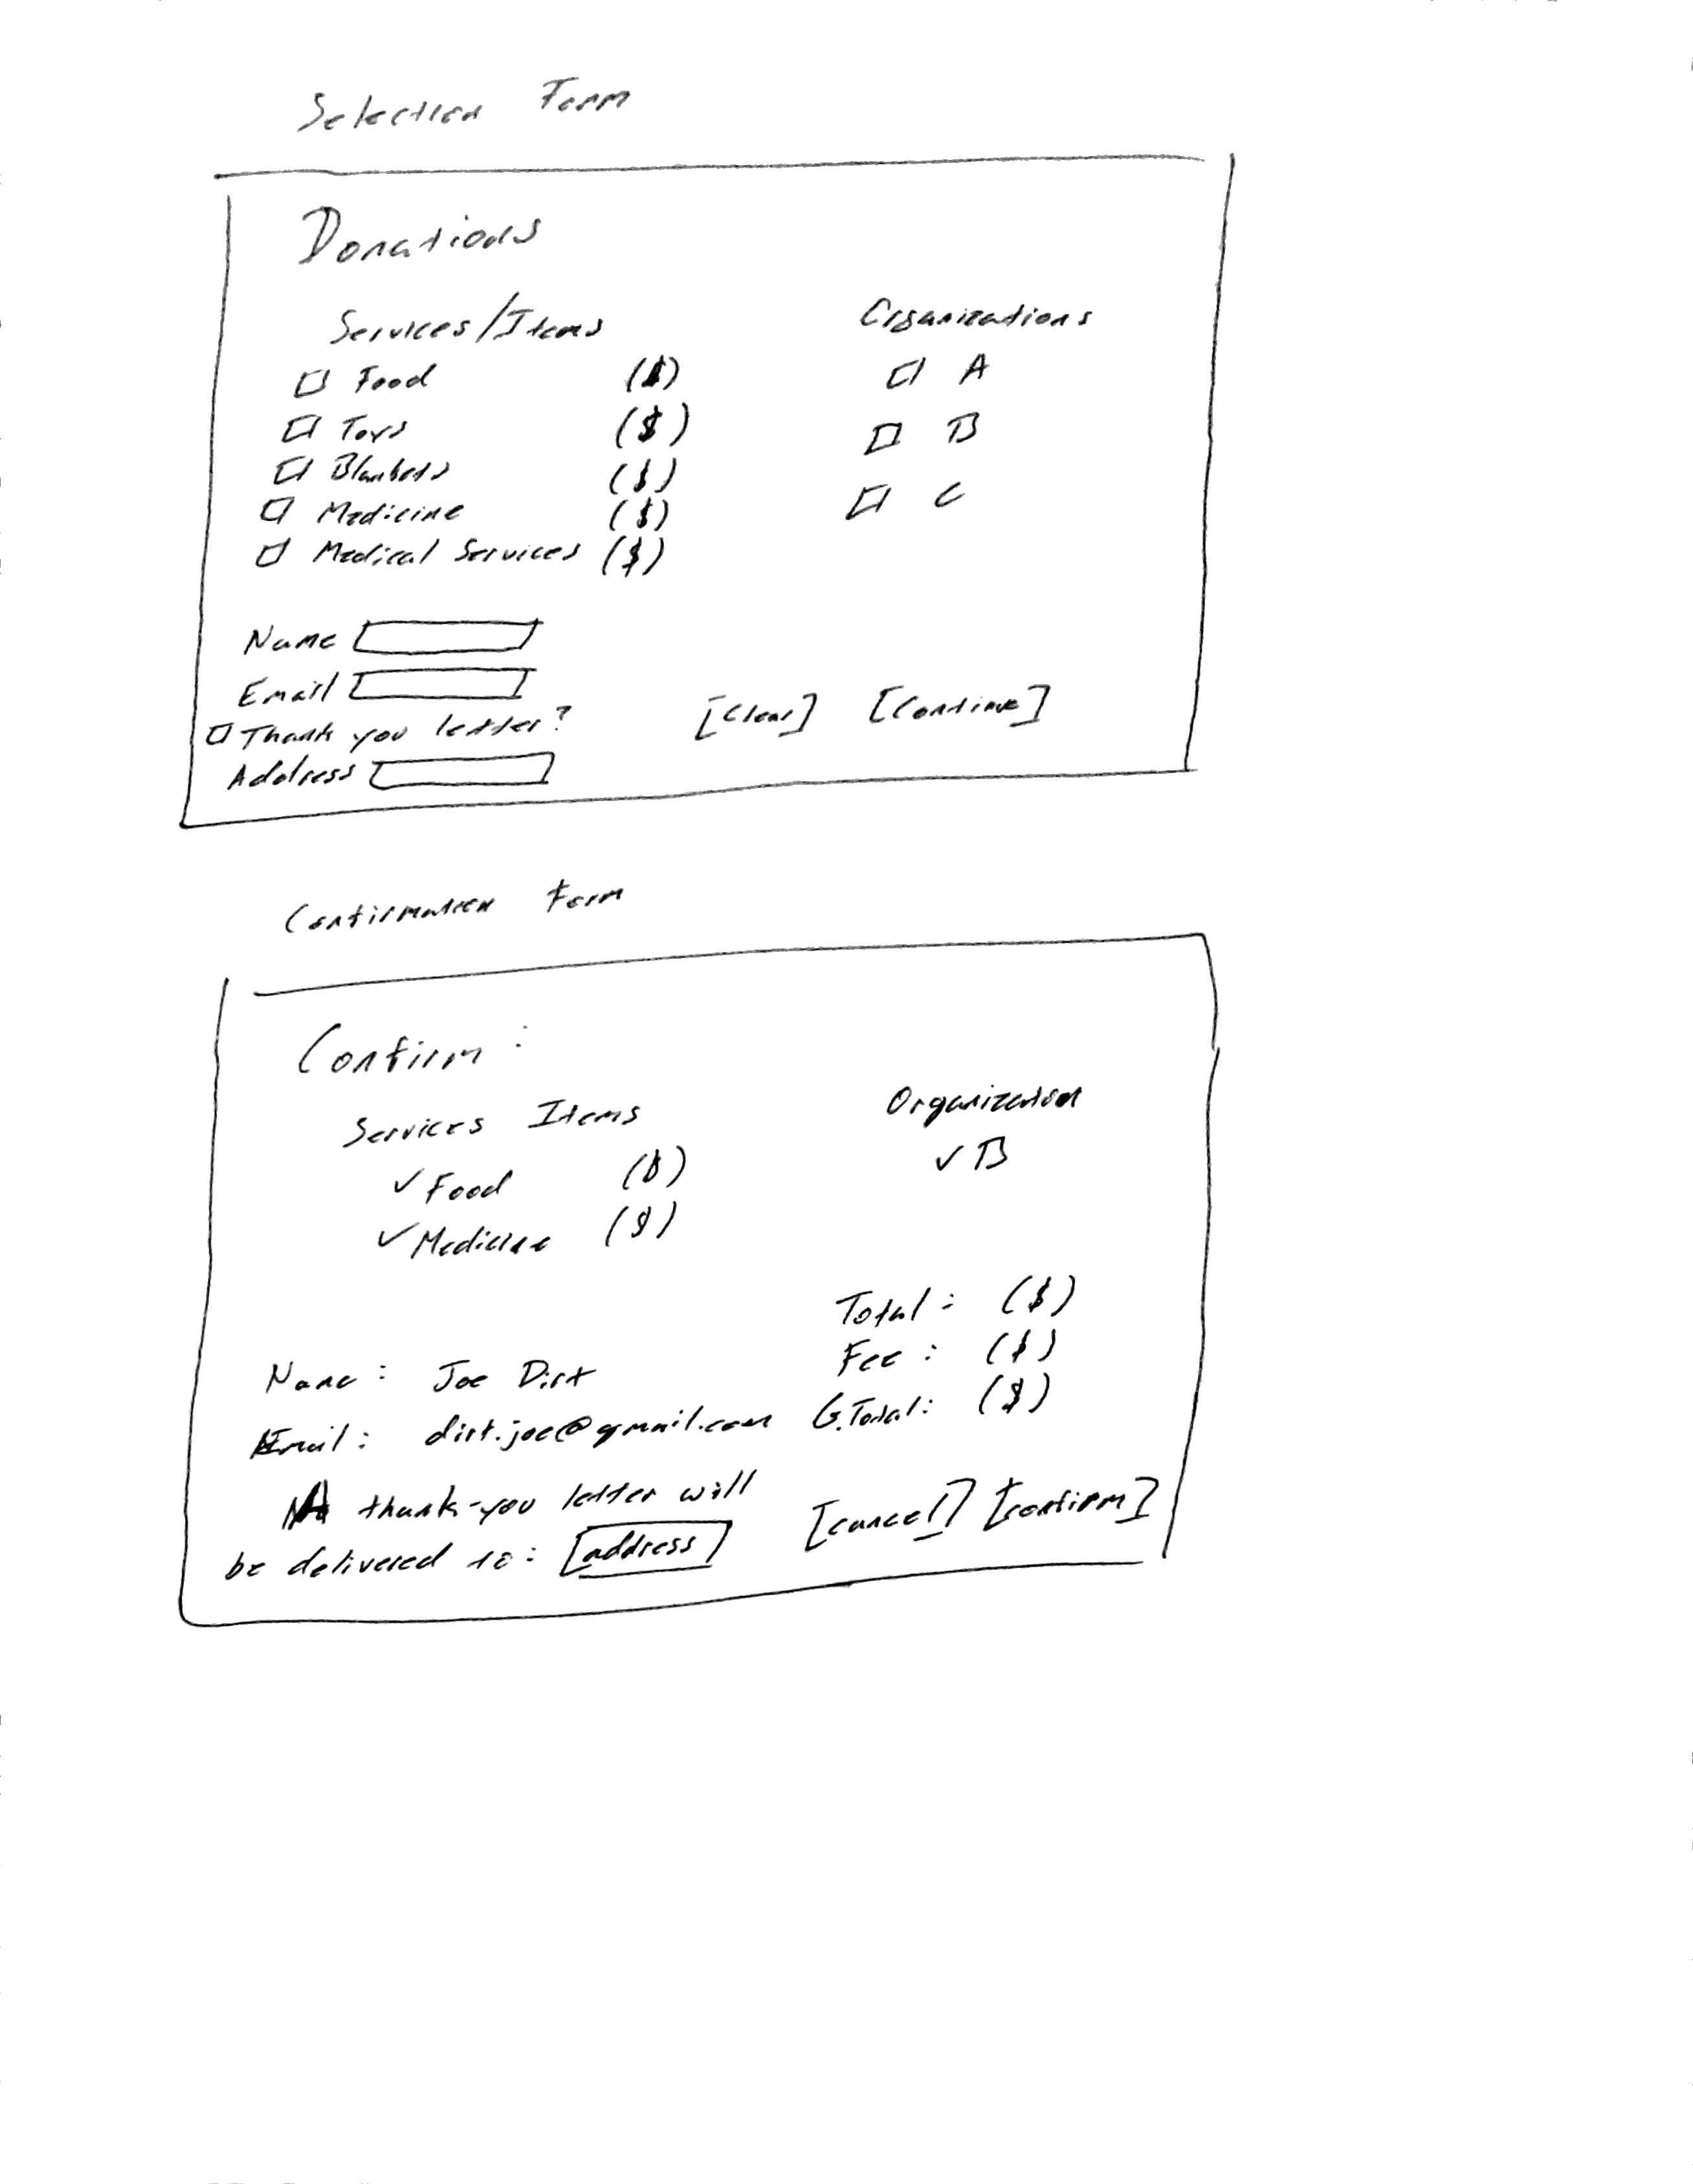 Selection Form
Donations
Services/Items
Organizations
Food ($)
A
Toys ($)
B
Blankets ($)
C
Medicine ($)
Medical Services ($)
Name
Email
Thank you letter?
[Clear] [Continue]
Address
Confirmation Form
Confirm:
Services Items
Organization
✓ Food ($)
✓ B
✓ Medicine ($)
Total: ($)
Fee: ($)
G.Total: ($)
Name: Joe Dirt
Email: dirt.joe@gmail.com
A thank-you letter will
be delivered to: [address]
[cancel] [confirm]